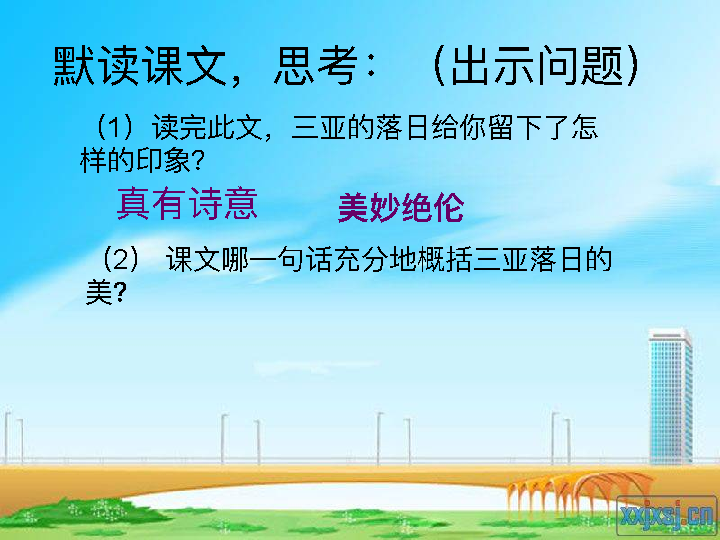 默读课文，思考：（出示问题）
（1）读完此文，三亚的落日给你留下了怎
样的印象？
真有诗意 美妙绝伦
（2） 课文哪一句话充分地概括三亚落日的
美？
xxjxsj.cn